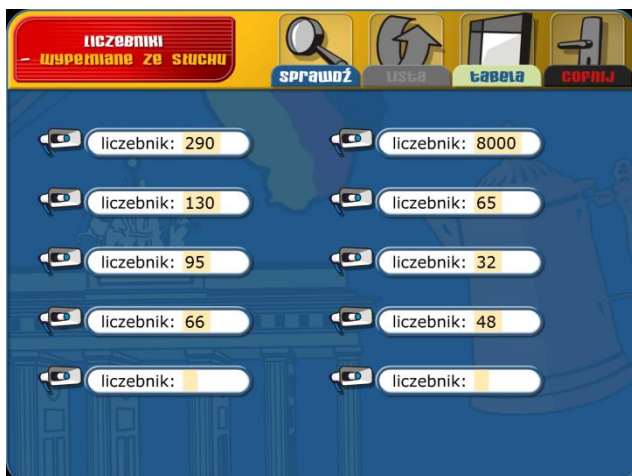 LICZEBNIKI
- WYPEŁNIANE ZE SŁUCHU
SPRAWDŹ
LISTA
TABELA
COFNIJ
liczebnik: 290
liczebnik: 8000
liczebnik: 130
liczebnik: 65
liczebnik: 95
liczebnik: 32
liczebnik: 66
liczebnik: 48
liczebnik:
liczebnik: